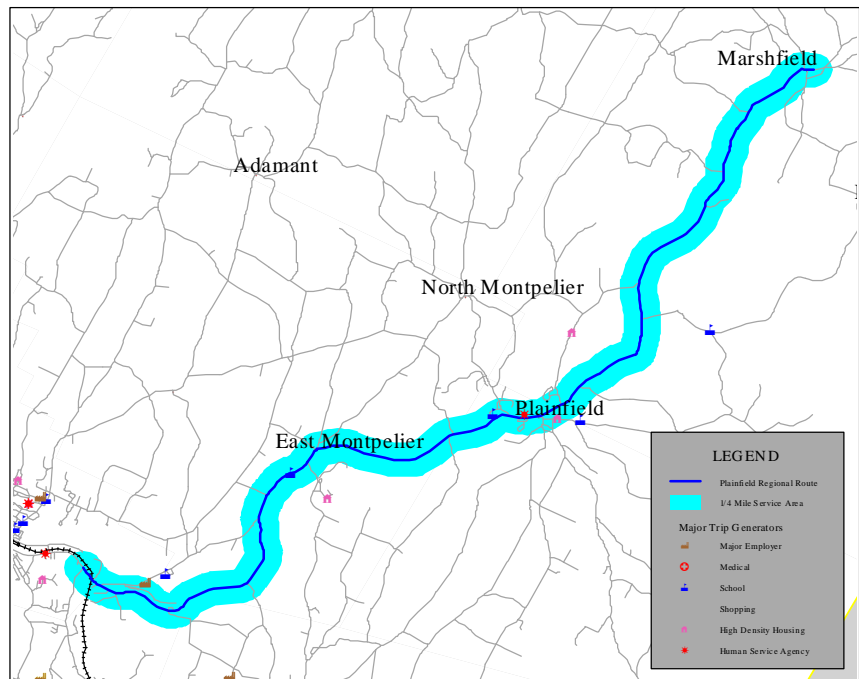 Marshfield
Adamant
North Montpelier
Plainfield
East Montpelier
LEGEND
Plainfield Regional Route
1/4 Mile Service Area
Major Trip Generators
Major Employer
Medical
School
Shopping
High Density Housing
Human Service Agency